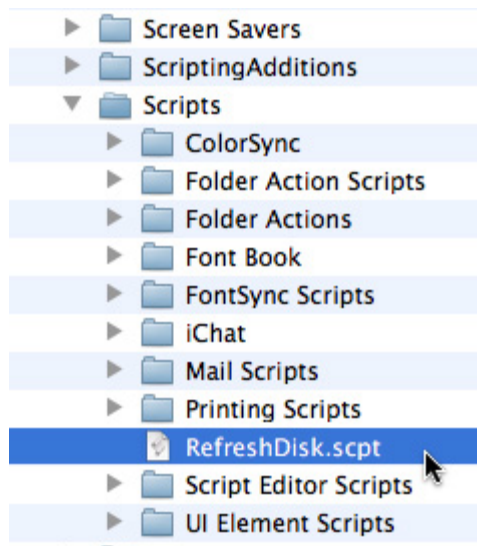 Screen Savers
ScriptingAdditions
Scripts
ColorSync
Folder Action Scripts
Folder Actions
Font Book
FontSync Scripts
iChat
Mail Scripts
Printing Scripts
RefreshDisk.scpt
Script Editor Scripts
UI Element Scripts